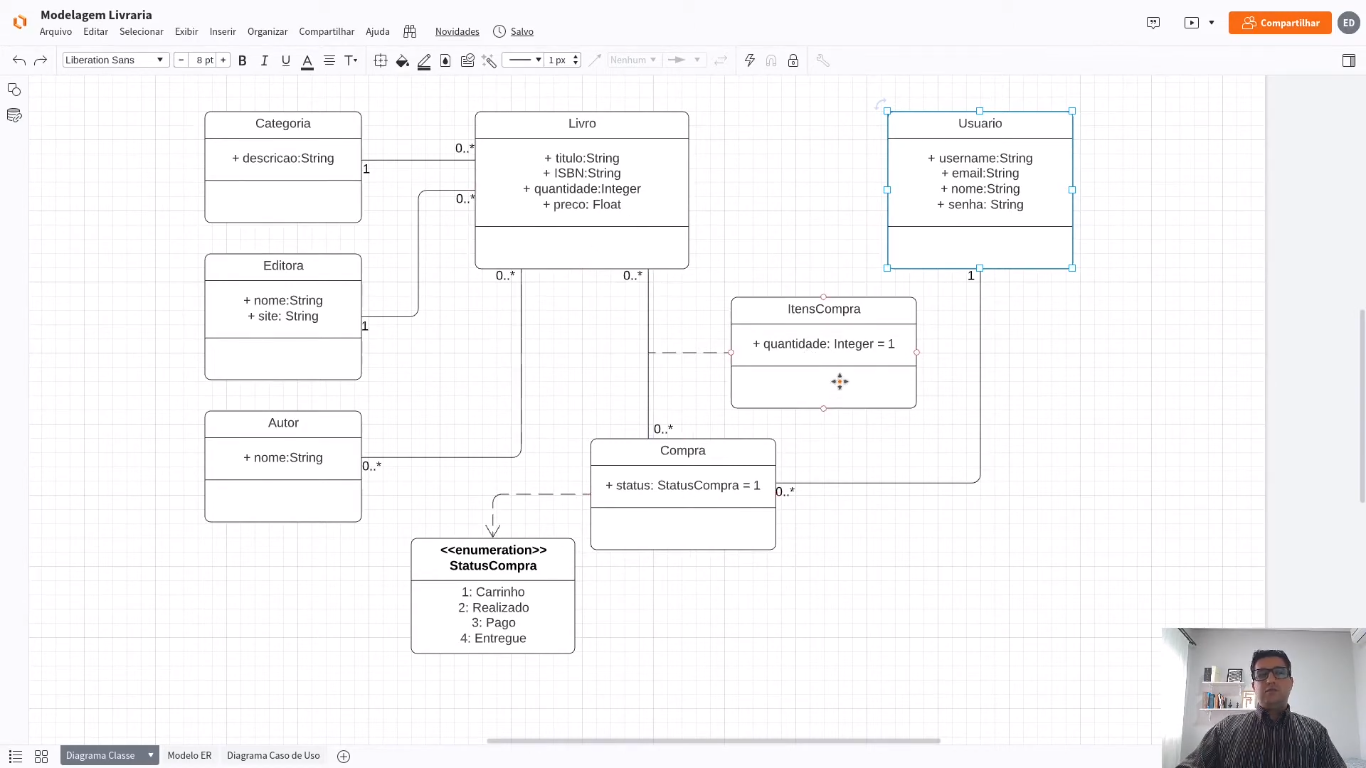 Modelagem Livraria
Arquivo Editar Selecionar Exibir Inserir Organizar Compartilhar Ajuda Novidades Salvo
Compartilhar
ED
Liberation Sans
− 8 pt +
B I U A T
1 px
Nenhum
Categoria
+ descricao:String
1
0..*
Livro
+ titulo:String
+ ISBN:String
+ quantidade:Integer
+ preco: Float
Usuario
+ username:String
+ email:String
+ nome:String
+ senha: String
0..*
Editora
+ nome:String
+ site: String
1
0..*
0..*
1
ItensCompra
+ quantidade: Integer = 1
Autor
+ nome:String
0..*
0..*
Compra
+ status: StatusCompra = 1
0..*
<<enumeration>>
StatusCompra
1: Carrinho
2: Realizado
3: Pago
4: Entregue
Diagrama Classe Modelo ER Diagrama Caso de Uso